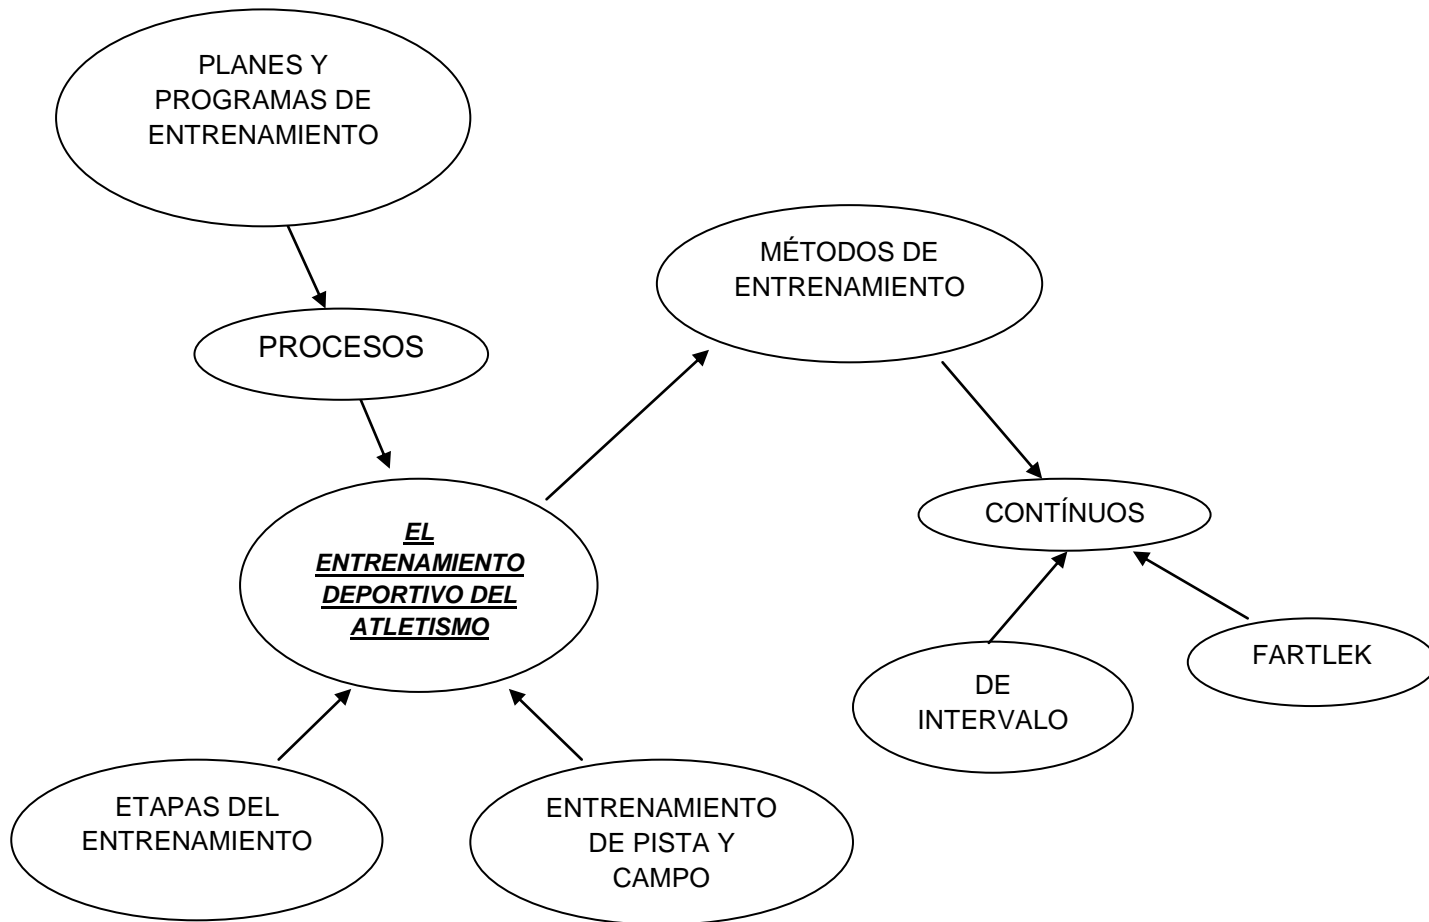 PLANES Y
PROGRAMAS DE
ENTRENAMIENTO
MÉTODOS DE
ENTRENAMIENTO
PROCESOS
CONTÍNUOS
EL
ENTRENAMIENTO
DEPORTIVO DEL
ATLETISMO
FARTLEK
DE
INTERVALO
ETAPAS DEL
ENTRENAMIENTO
ENTRENAMIENTO
DE PISTA Y
CAMPO